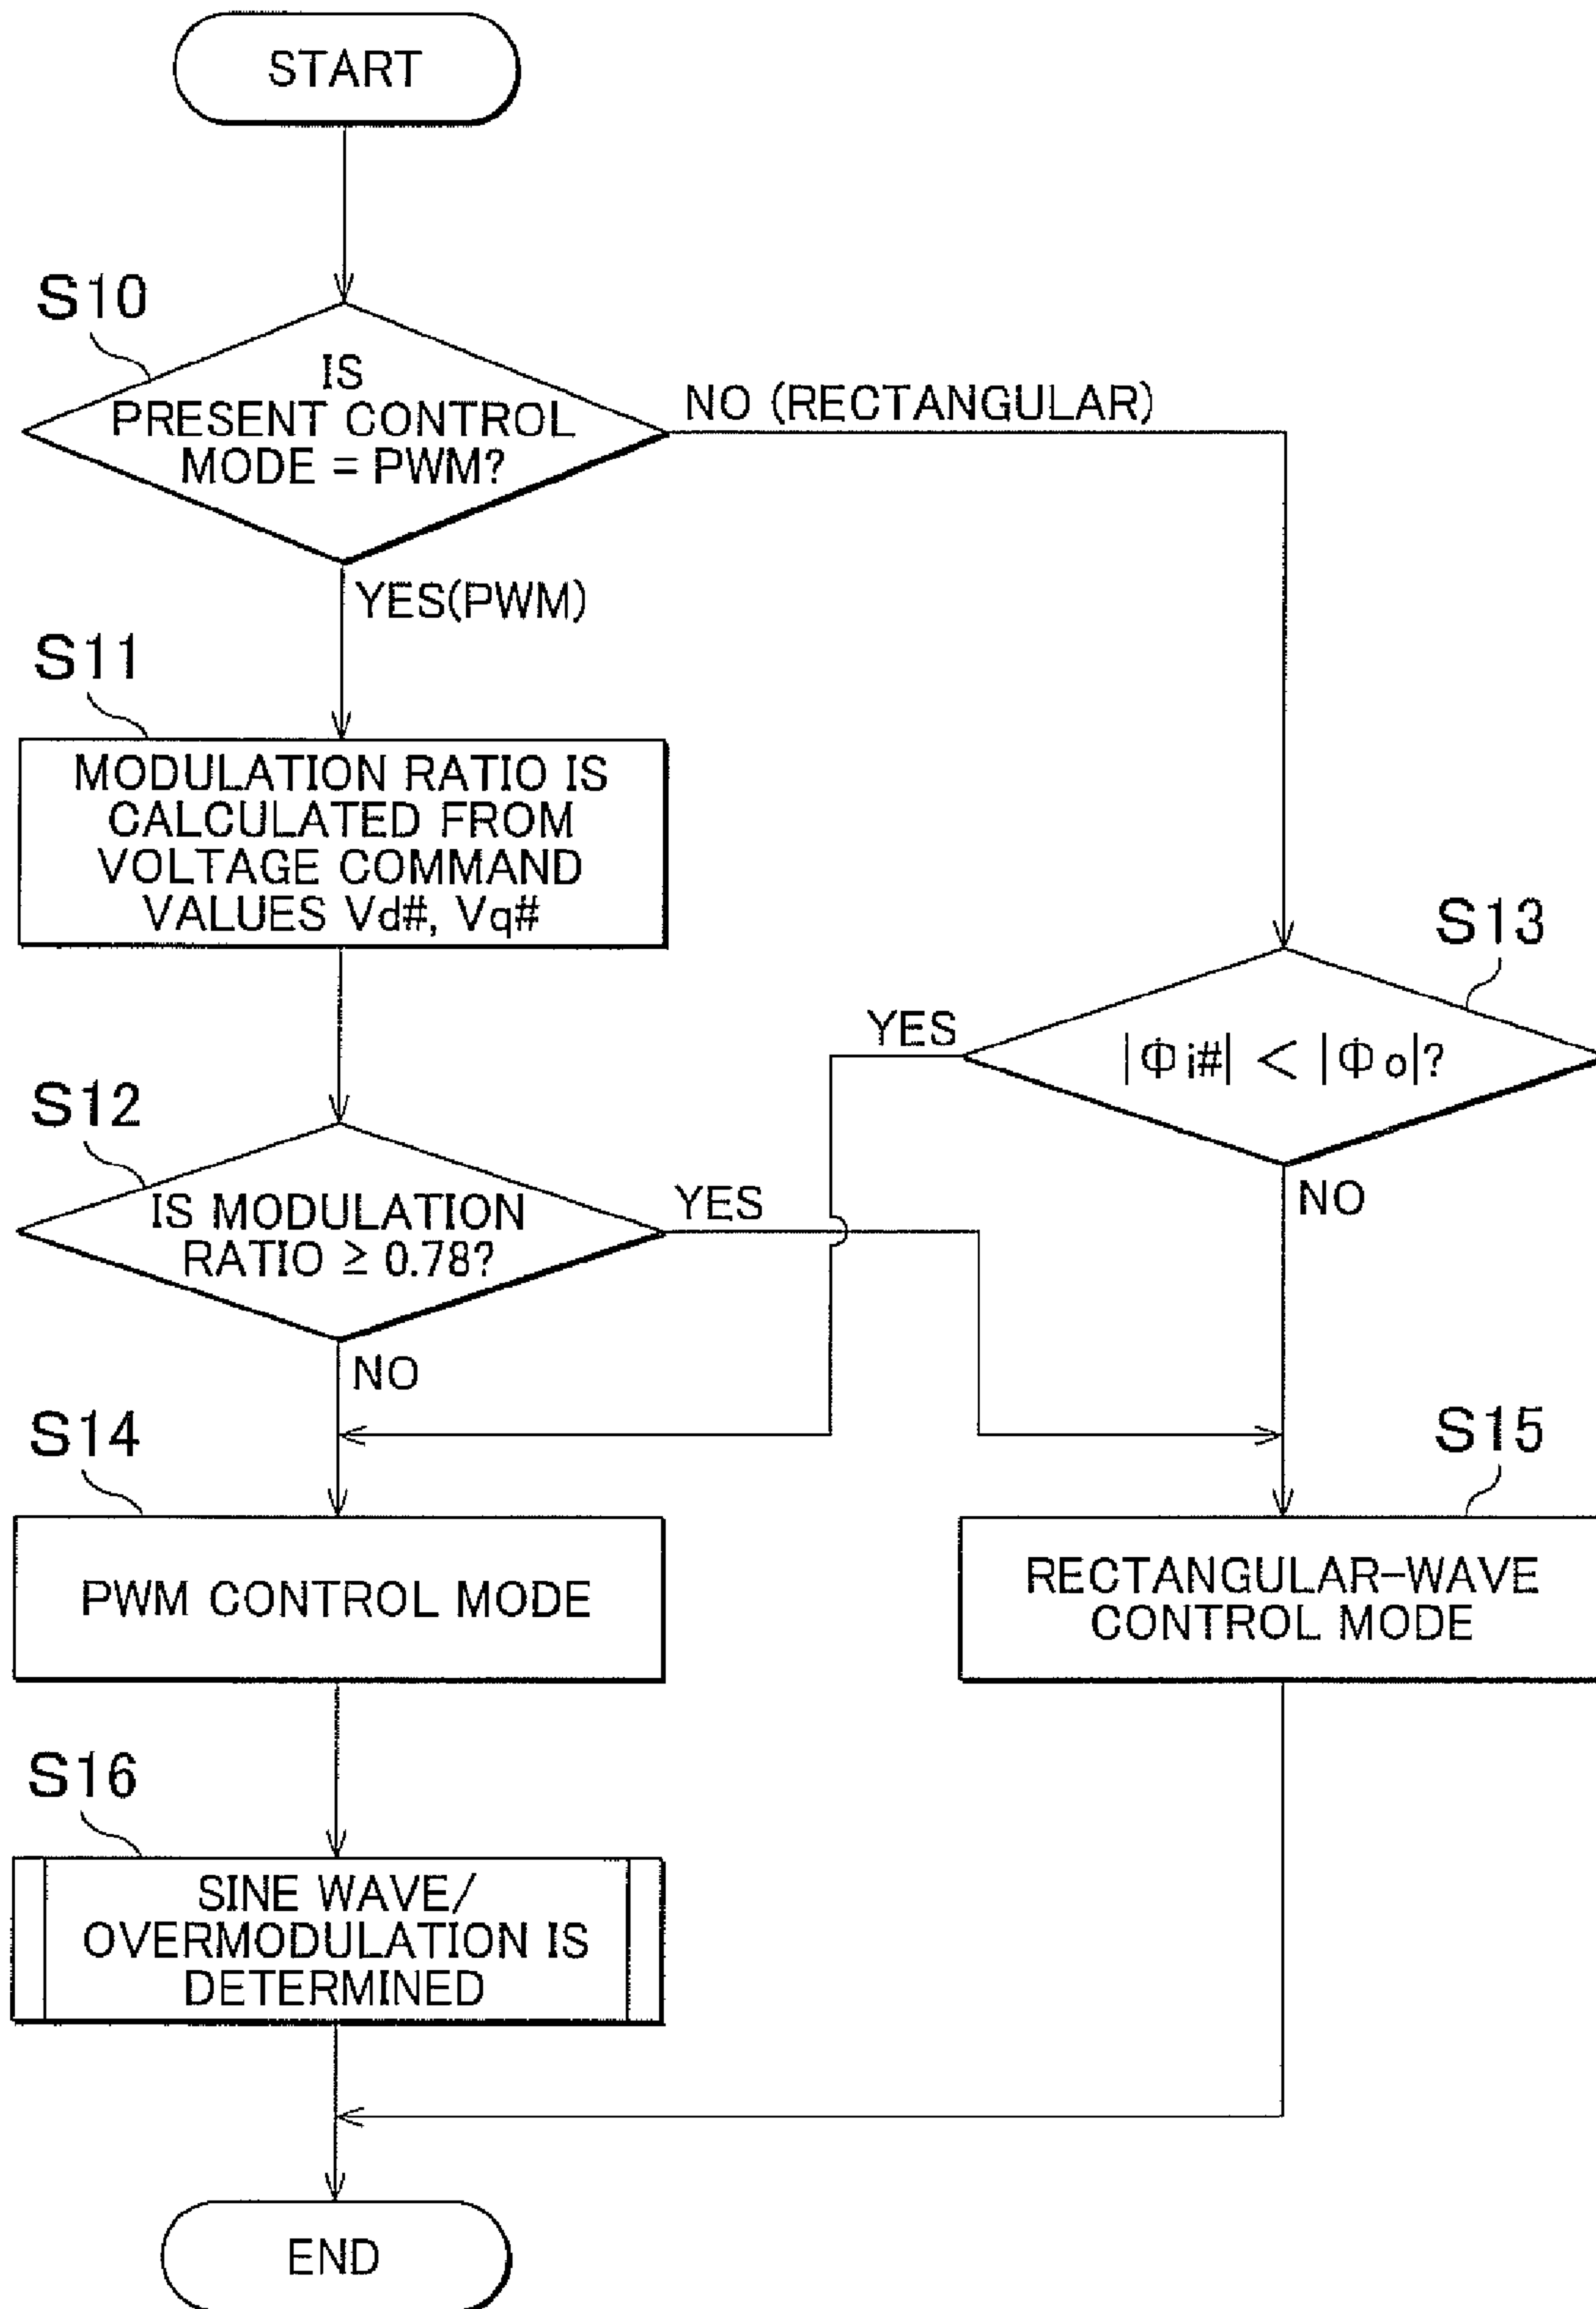 START
S10
IS
PRESENT CONTROL
MODE = PWM?
NO (RECTANGULAR)
YES(PWM)
S11
MODULATION RATIO IS
CALCULATED FROM
VOLTAGE COMMAND
VALUES Vd#, Vq#
S13
YES
|Φi#| < |Φo|?
NO
S12
IS MODULATION
RATIO ≥ 0.78?
YES
NO
S14
PWM CONTROL MODE
S15
RECTANGULAR-WAVE
CONTROL MODE
S16
SINE WAVE/
OVERMODULATION IS
DETERMINED
END